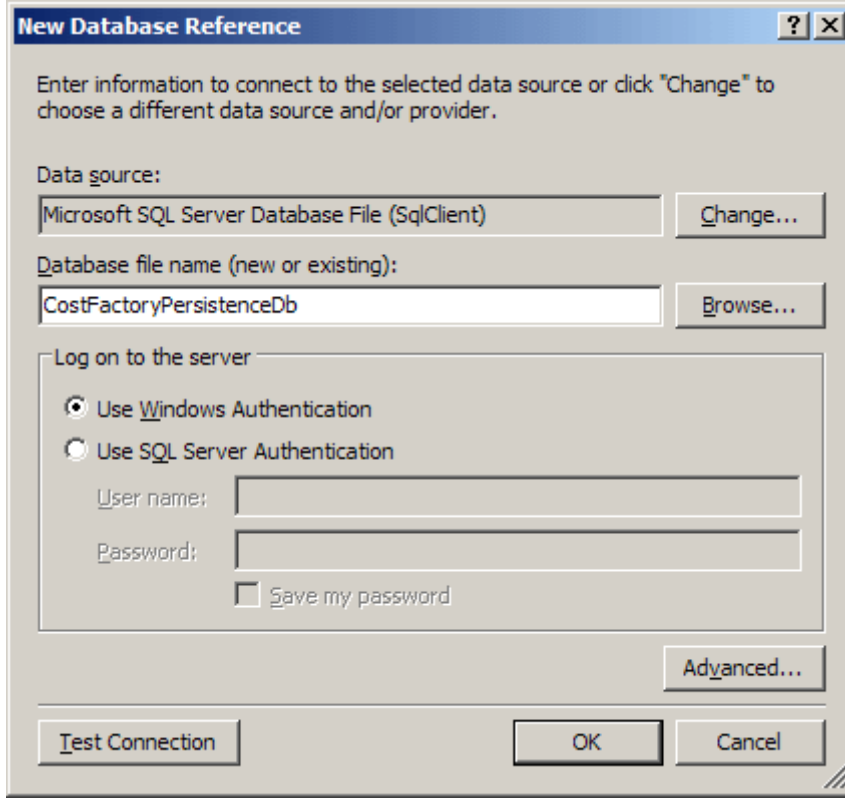 New Database Reference
Enter information to connect to the selected data source or click "Change" to
choose a different data source and/or provider.
Data source:
Microsoft SQL Server Database File (SqlClient)
Change...
Database file name (new or existing):
CostFactoryPersistenceDb
Browse...
Log on to the server
Use Windows Authentication
Use SQL Server Authentication
User name:
Password:
Save my password
Advanced...
Test Connection
OK
Cancel